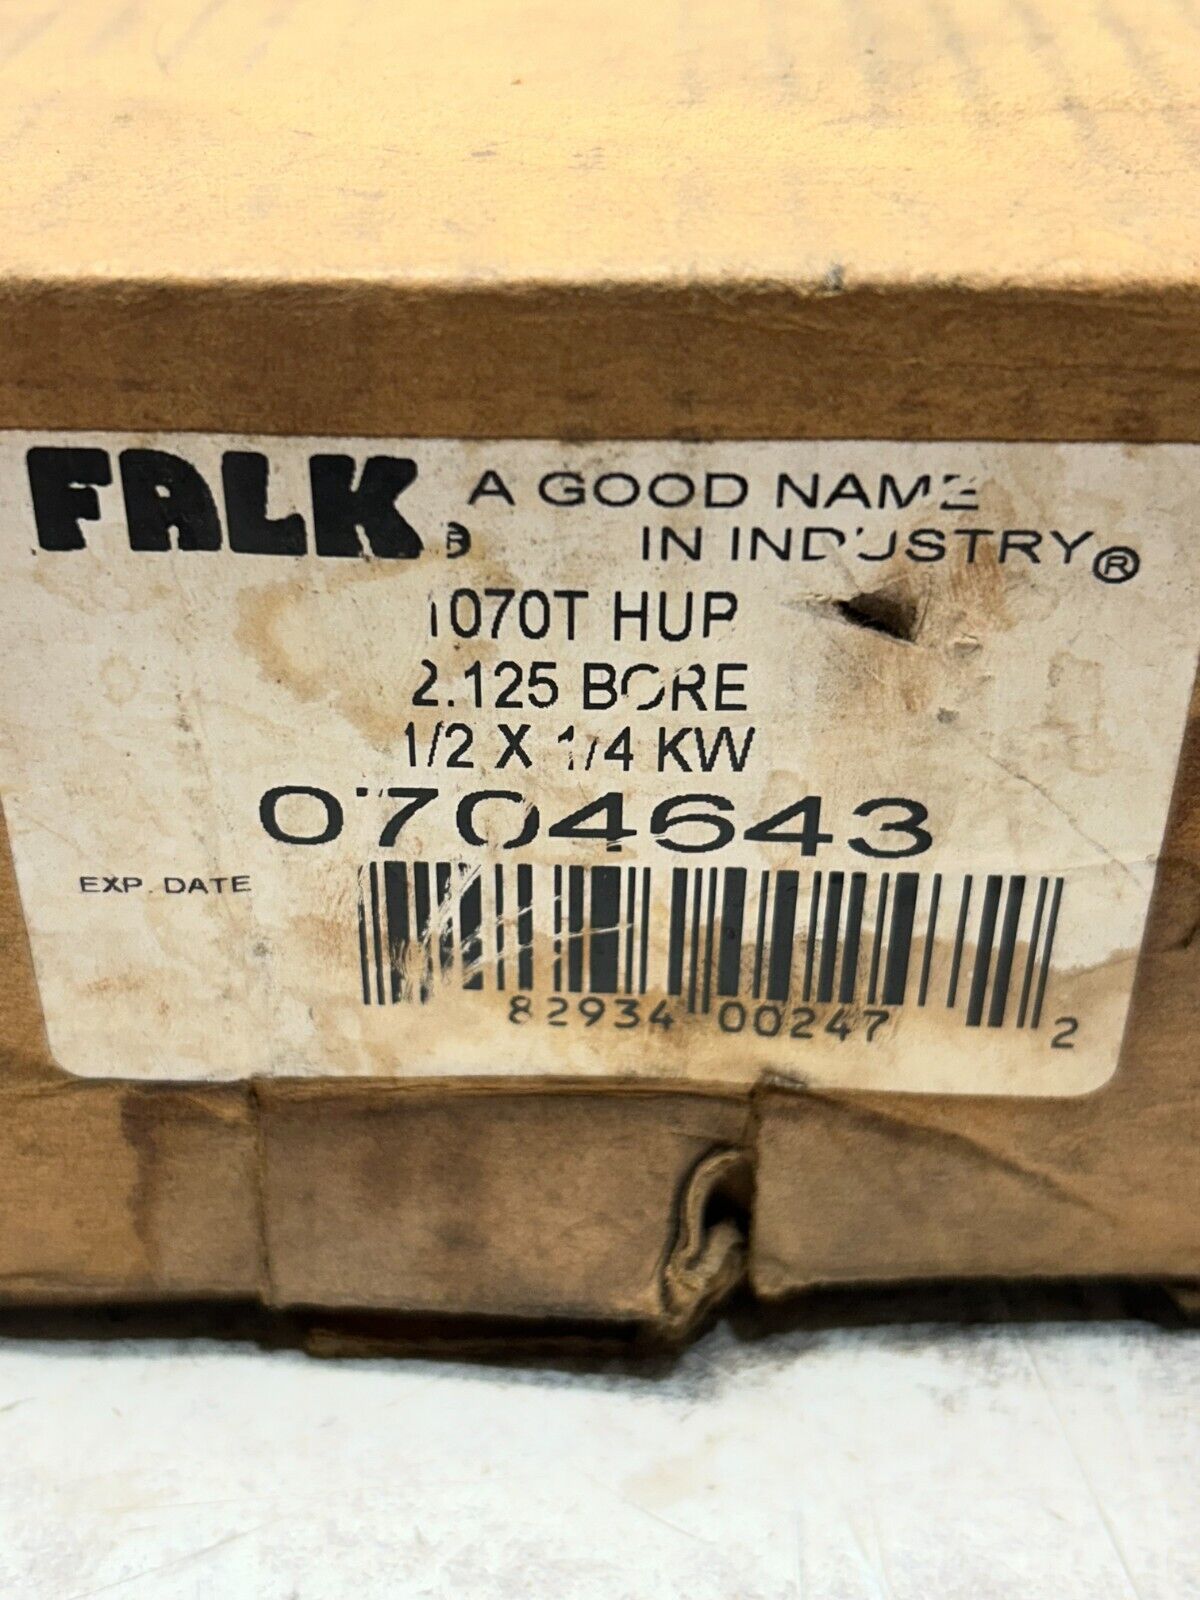 FALK® A GOOD NAME
IN INDUSTRY®
1070T HUB
2.125 BORE
1/2 X 1/4 KW
0704643
EXP. DATE
82934 00247 2